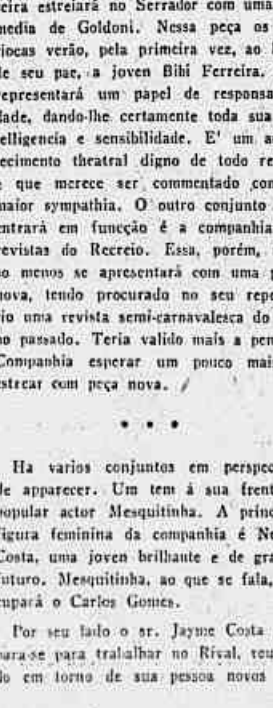 eira estreiará no Serrador com uma
media de Goldoni. Nessa peça os
iocas verão, pela primeira vez, ao
de seu pae, a joven Bibi Ferreira.
representará um papel de responsa
dade, dando-lhe certamente toda sua
elligencia e sensibilidade. E' um a
ecimento theatral digno de todo re
e que merece ser commentado com
maior sympathia. O outro conjunto
entrará em funcção é a companhia
revistas do Recreio. Essa, porém,
ao menos se apresentará com uma p
nova, tendo procurado no seu repe
rio uma revista semi-carnavalesca do
no passado. Teria valido mais a pen
Companhia esperar um pouco mais
estrear com peça nova.
• • •
Ha varios conjuntos em perspec
de apparecer. Um tem á sua frent
popular actor Mesquitinha. A princ
figura feminina da companhia é Ne
Costa, uma joven brilhante e de gra
futuro. Mesquitinha, ao que se fala,
cupará o Carlos Gomes.
Por seu lado o sr. Jayme Costa
para-se para trabalhar no Rival, reu
do em torno de sua pessoa novos